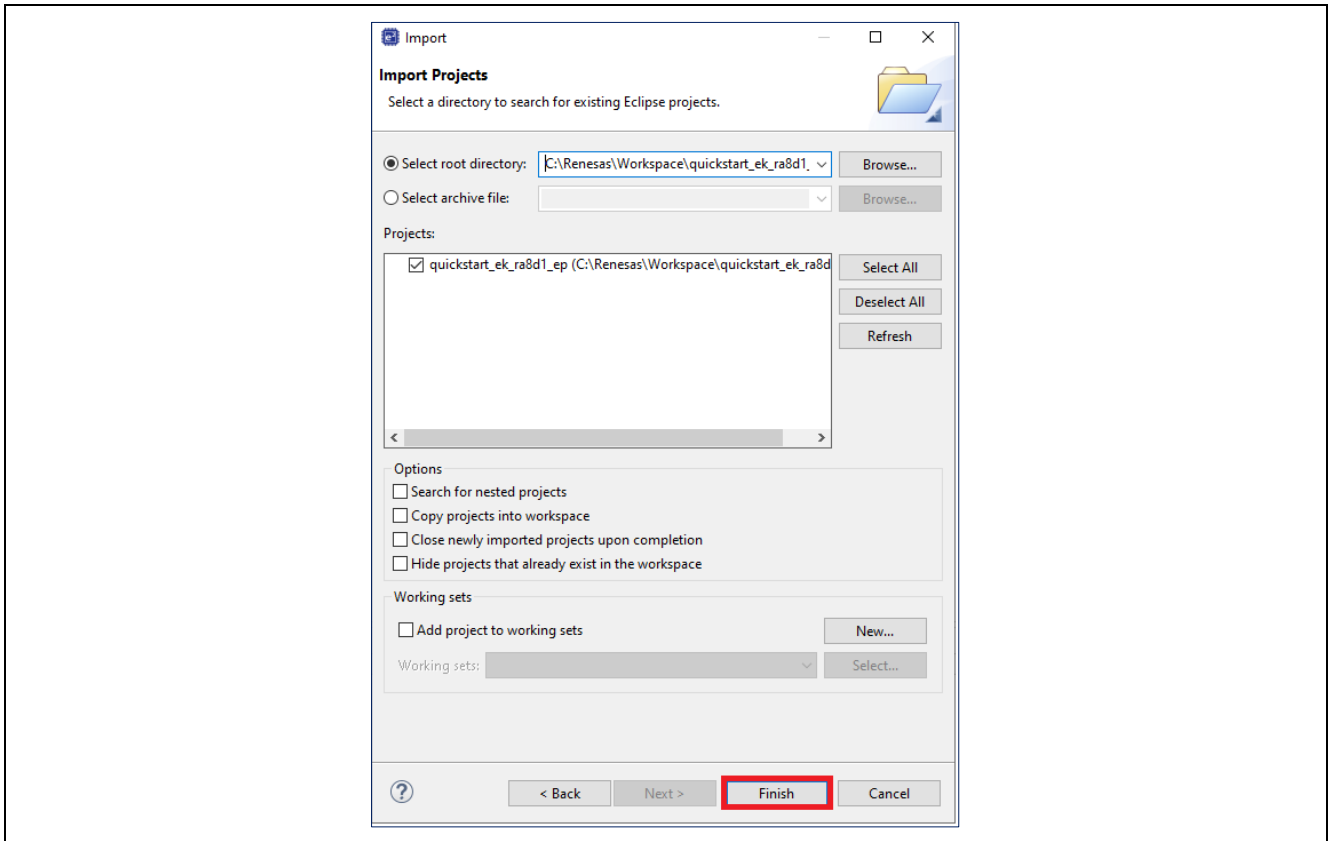 Import
Import Projects
Select a directory to search for existing Eclipse projects.
Select root directory: C:\Renesas\Workspace\quickstart_ek_ra8d1_ Browse...
Select archive file: Browse...
Projects:
quickstart_ek_ra8d1_ep (C:\Renesas\Workspace\quickstart_ek_ra8d
Select All
Deselect All
Refresh
Options
Search for nested projects
Copy projects into workspace
Close newly imported projects upon completion
Hide projects that already exist in the workspace
Working sets
Add project to working sets New...
Working sets: Select...
? < Back Next > Finish Cancel